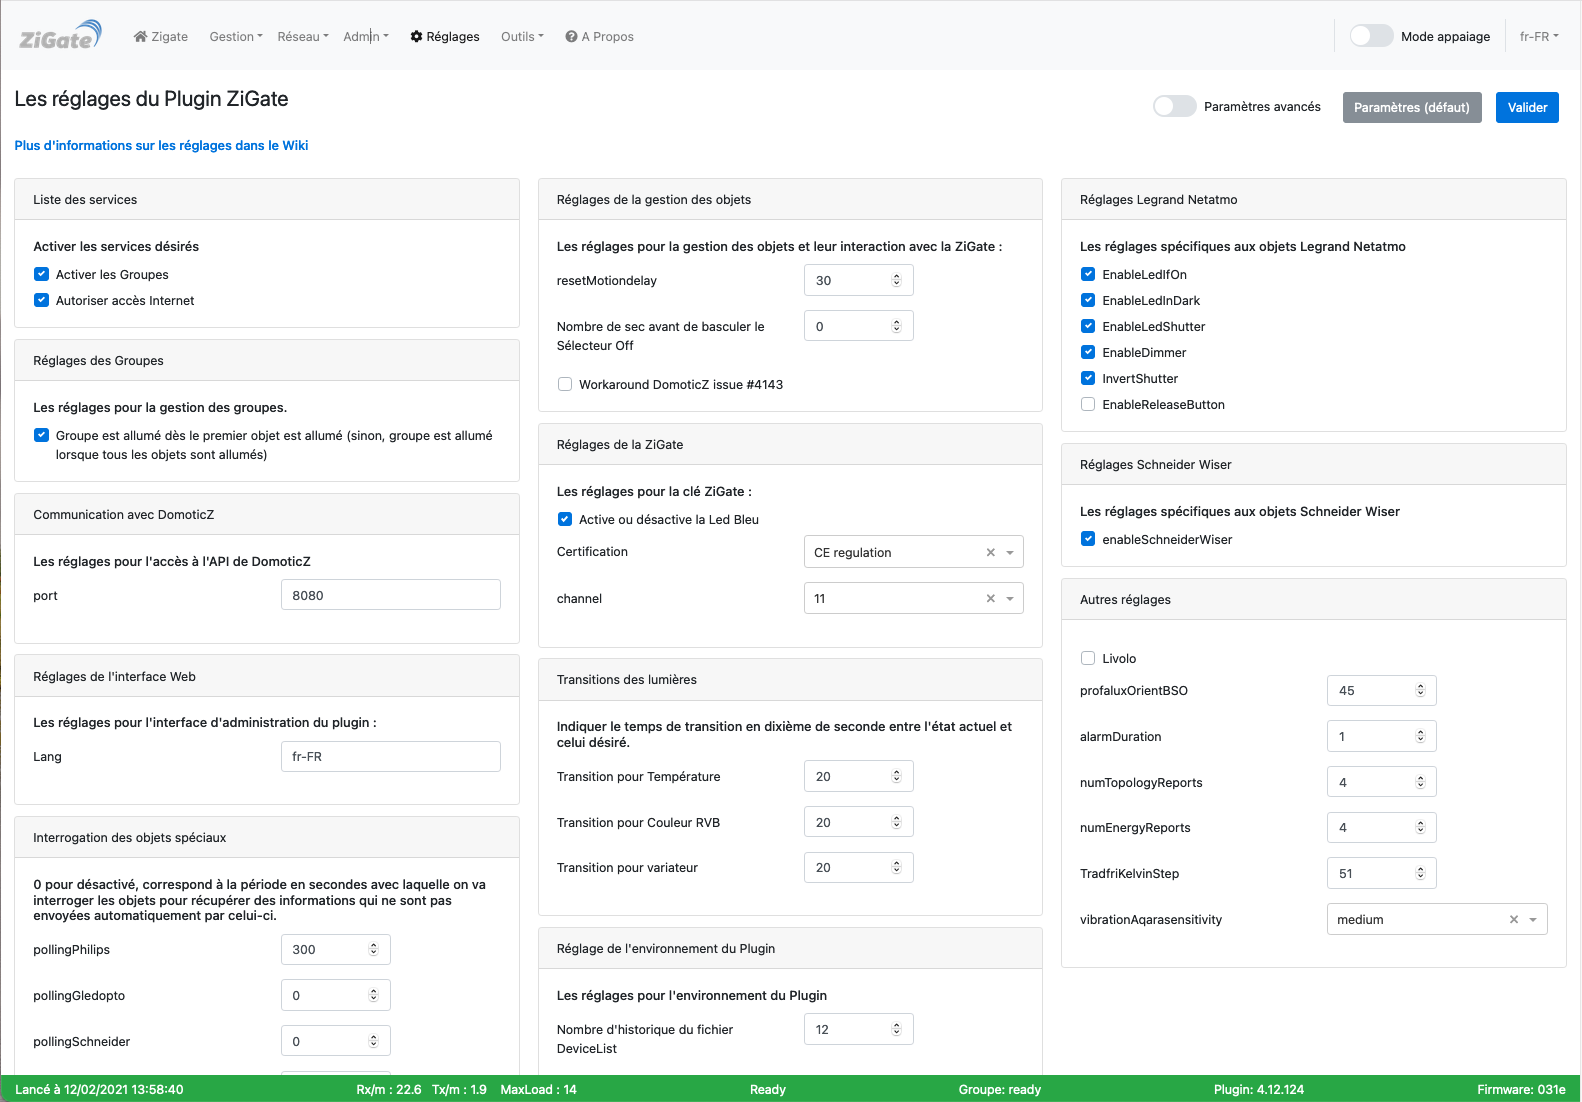 ZiGate
Zigate
Gestion
Réseau
Admin
Réglages
Outils
A Propos
Mode appaiage
fr-FR
Les réglages du Plugin ZiGate
Paramètres avancés
Paramètres (défaut)
Valider
Plus d'informations sur les réglages dans le Wiki
Liste des services
Activer les services désirés
Activer les Groupes
Autoriser accès Internet
Réglages des Groupes
Les réglages pour la gestion des groupes.
Groupe est allumé dès le premier objet est allumé (sinon, groupe est allumé
lorsque tous les objets sont allumés)
Communication avec DomoticZ
Les réglages pour l'accès à l'API de DomoticZ
port
8080
Réglages de l'interface Web
Les réglages pour l'interface d'administration du plugin :
Lang
fr-FR
Interrogation des objets spéciaux
0 pour désactivé, correspond à la période en secondes avec laquelle on va
interroger les objets pour récupérer des informations qui ne sont pas
envoyées automatiquement par celui-ci.
pollingPhilips
300
pollingGledopto
0
pollingSchneider
0
Réglages de la gestion des objets
Les réglages pour la gestion des objets et leur interaction avec la ZiGate :
resetMotiondelay
30
Nombre de sec avant de basculer le
Sélecteur Off
0
Workaround DomoticZ issue #4143
Réglages de la ZiGate
Les réglages pour la clé ZiGate :
Active ou désactive la Led Bleu
Certification
CE regulation
channel
11
Transitions des lumières
Indiquer le temps de transition en dixième de seconde entre l'état actuel et
celui désiré.
Transition pour Température
20
Transition pour Couleur RVB
20
Transition pour variateur
20
Réglage de l'environnement du Plugin
Les réglages pour l'environnement du Plugin
Nombre d'historique du fichier
DeviceList
12
Réglages Legrand Netatmo
Les réglages spécifiques aux objets Legrand Netatmo
EnableLedIfOn
EnableLedInDark
EnableLedShutter
EnableDimmer
InvertShutter
EnableReleaseButton
Réglages Schneider Wiser
Les réglages spécifiques aux objets Schneider Wiser
enableSchneiderWiser
Autres réglages
Livolo
profaluxOrientBSO
45
alarmDuration
1
numTopologyReports
4
numEnergyReports
4
TradfriKelvinStep
51
vibrationAqarasensitivity
medium
Lancé à 12/02/2021 13:58:40
Rx/m : 22.6
Tx/m : 1.9
MaxLoad : 14
Ready
Groupe: ready
Plugin: 4.12.124
Firmware: 031e